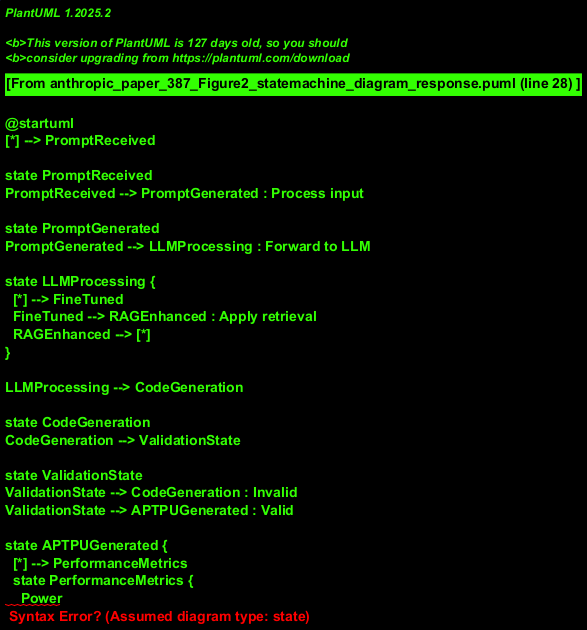 PlantUML 1.2025.2
<b>This version of PlantUML is 127 days old, so you should
<b>consider upgrading from https://plantuml.com/download
[From anthropic_paper_387_Figure2_statemachine_diagram_response.puml (line 28) ]
@startuml
[*] --> PromptReceived
state PromptReceived
PromptReceived --> PromptGenerated : Process input
state PromptGenerated
PromptGenerated --> LLMProcessing : Forward to LLM
state LLMProcessing {
[*] --> FineTuned
FineTuned --> RAGEnhanced : Apply retrieval
RAGEnhanced --> [*]
}
LLMProcessing --> CodeGeneration
state CodeGeneration
CodeGeneration --> ValidationState
state ValidationState
ValidationState --> CodeGeneration : Invalid
ValidationState --> APTPUGenerated : Valid
state APTPUGenerated {
[*] --> PerformanceMetrics
state PerformanceMetrics {
Power
Syntax Error? (Assumed diagram type: state)